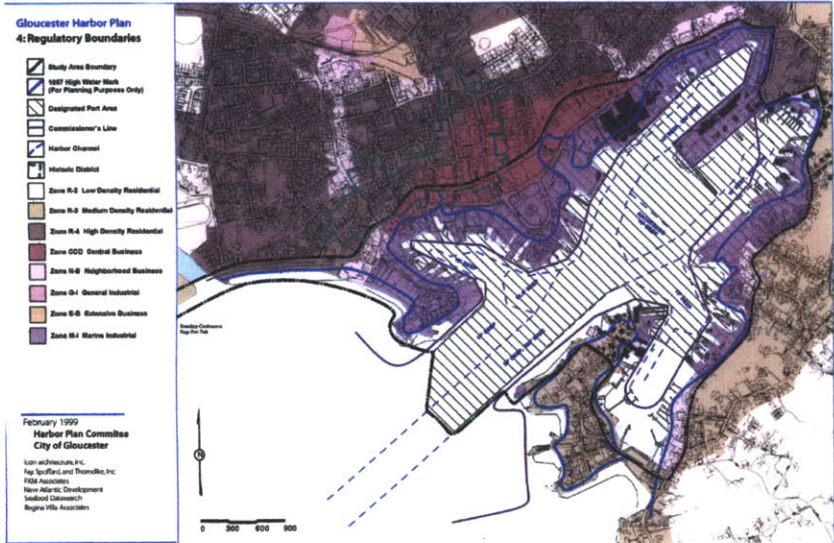 Gloucester Harbor Plan
4: Regulatory Boundaries
Study Area Boundary
1857 High Water Mark
(For Planning Purposes Only)
Designated Port Area
Commissioner's Line
Harbor Channel
Historic District
Zone R-2 Low Density Residential
Zone R-3 Medium Density Residential
Zone R-4 High Density Residential
Zone CCD Central Business
Zone N-B Neighborhood Business
Zone G-I General Industrial
Zone E-B Extensive Business
Zone M-I Marine Industrial
February 1999
Harbor Plan Commitee
City of Gloucester
Icon architecture, inc.
Fay, Spofford, and Thorndike, Inc.
FXM Associates
New Atlantic Development
Seafood Datasearch
Regina Villa Associates
Boundary Continues
N
0 300 600 900